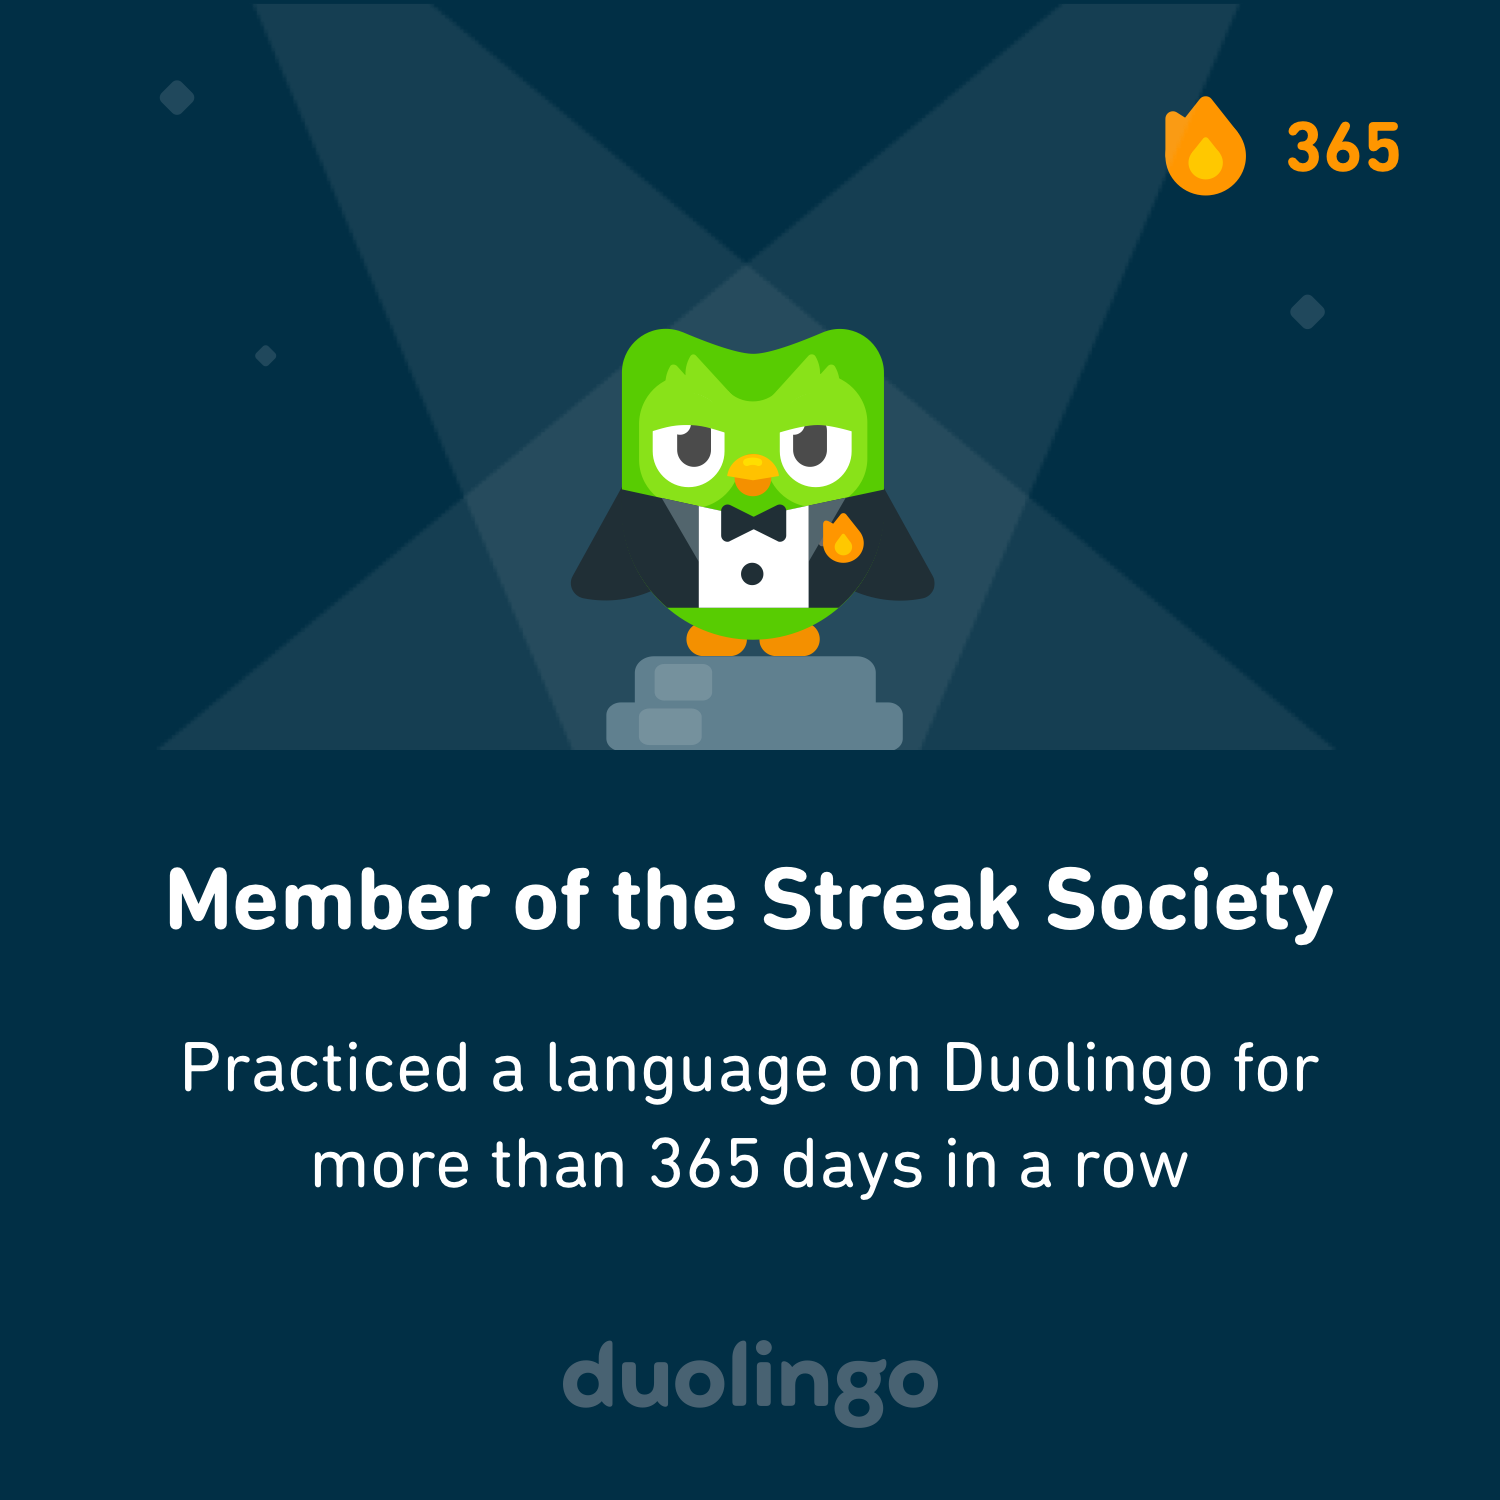 365
Member of the Streak Society
Practiced a language on Duolingo for
more than 365 days in a row
duolingo